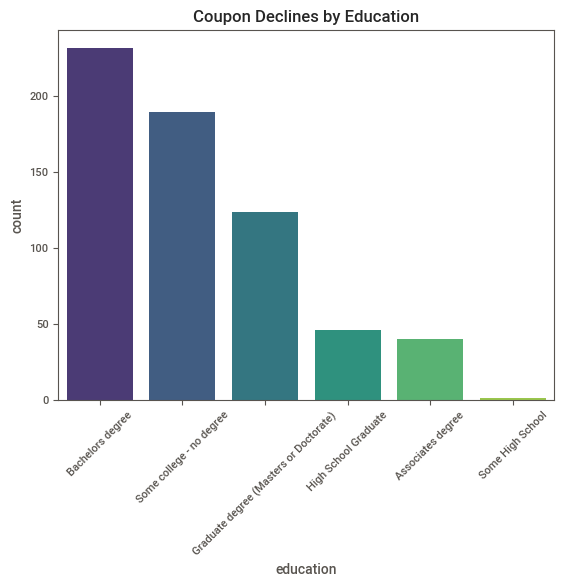 Coupon Declines by Education
count
200
150
100
50
0
Bachelors degree
Some college - no degree
Graduate degree (Masters or Doctorate)
High School Graduate
Associates degree
Some High School
education